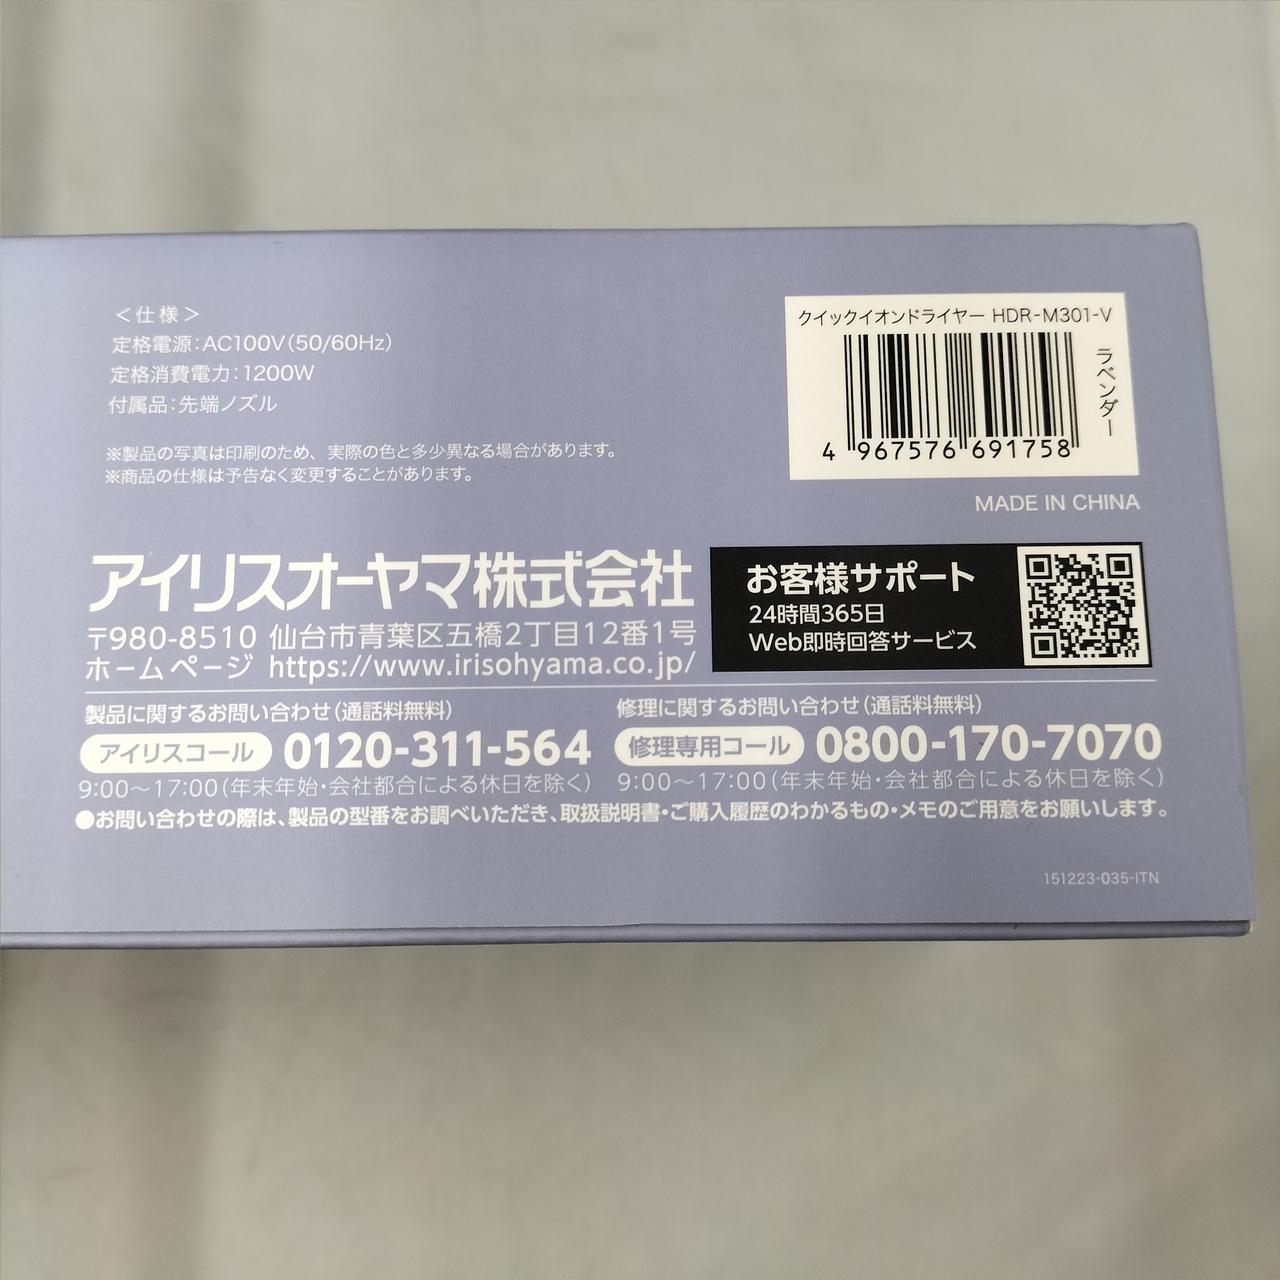 ＜仕様＞
定格電源:AC100V(50/60Hz)
定格消費電力:1200W
付属品:先端ノズル
※製品の写真は印刷のため、実際の色と多少異なる場合があります。
※商品の仕様は予告なく変更することがあります。
クイックイオンドライヤー HDR-M301-V
ラベンダー
4 967576 691758
MADE IN CHINA
アイリスオーヤマ株式会社
〒980-8510 仙台市青葉区五橋2丁目12番1号
ホームページ https://www.irisohyama.co.jp/
お客様サポート
24時間365日
Web即時回答サービス
製品に関するお問い合わせ(通話料無料)
アイリスコール 0120-311-564
9:00～17:00(年末年始・会社都合による休日を除く)
修理に関するお問い合わせ(通話料無料)
修理専用コール 0800-170-7070
9:00～17:00(年末年始・会社都合による休日を除く)
●お問い合わせの際は、製品の型番をお調べいただき、取扱説明書・ご購入履歴のわかるもの・メモのご用意をお願いします。
151223-035-ITN